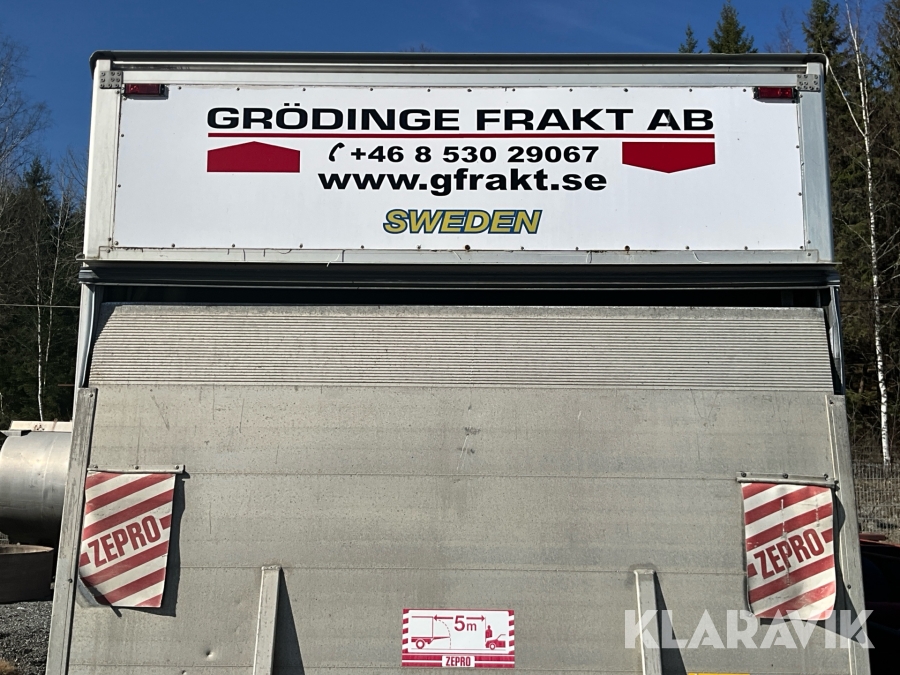 GRÖDINGE FRAKT AB
+46 8 530 29067
www.gfrakt.se
SWEDEN
ZEPRO
ZEPRO
5m
ZEPRO
KLARAVIK